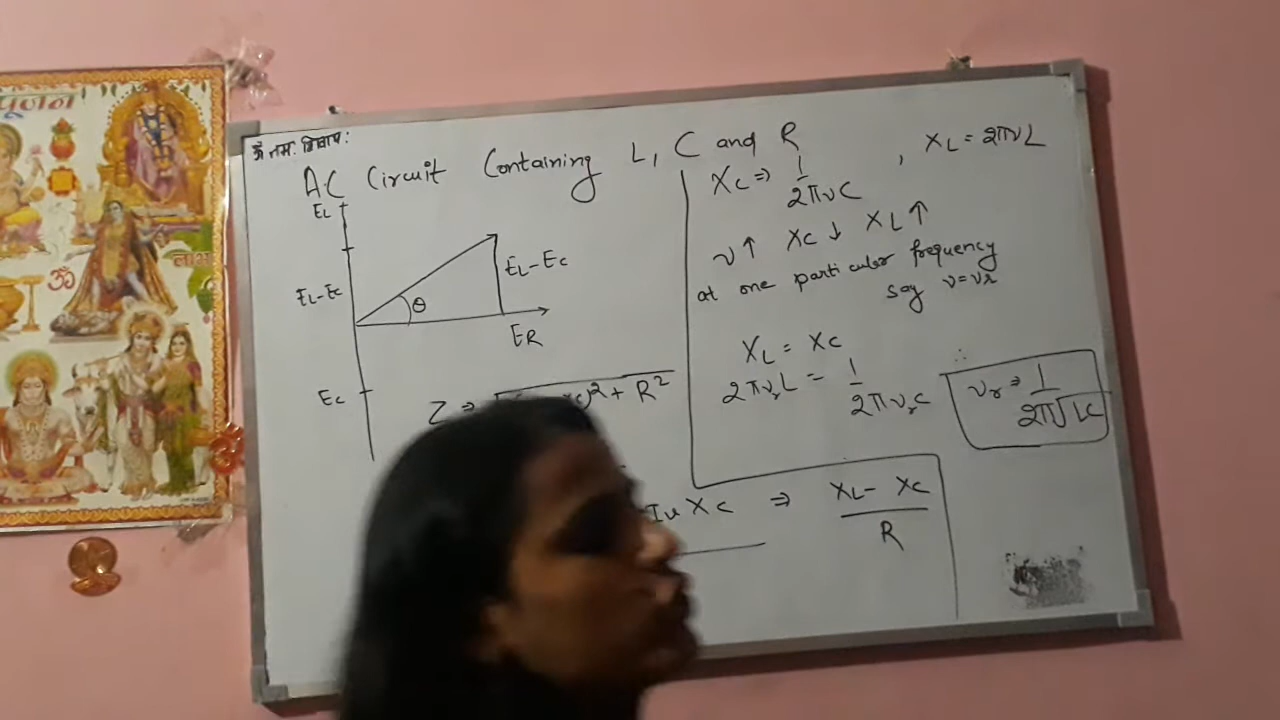 पूजन
लाभ
ॐ
ॐ नमः शिवायः
AC Circuit Containing L, C and R
EL
EL-EC
EC
θ
EL-EC
ER
Z ⇒ √ )² + R²
Iv XC ⇒ XL- XC / R
XC ⇒ 1/2πνC , XL = 2πνL
ν↑ XC↓ XL↑
at one particular frequency
say ν=νr
XL = XC
2πνrL = 1/2πνrC
∴ νr ⇒ 1/2π√LC